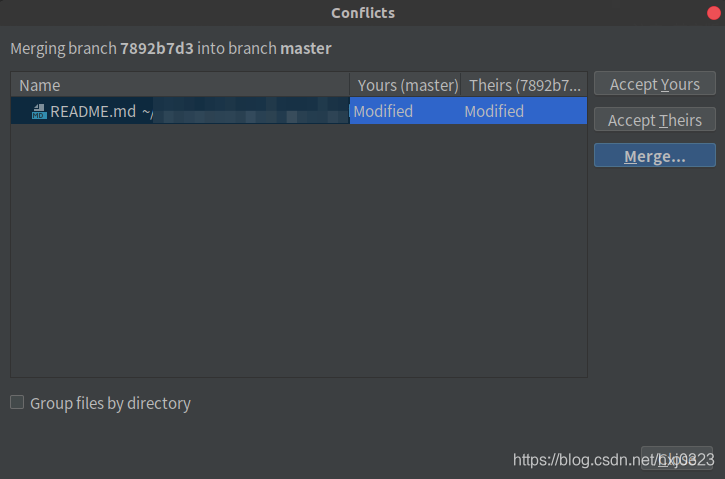 Conflicts
Merging branch 7892b7d3 into branch master
Name Yours (master) Theirs (7892b7...
README.md ~/ Modified Modified
Accept Yours
Accept Theirs
Merge...
Group files by directory
https://blog.csdn.net/hxj0323